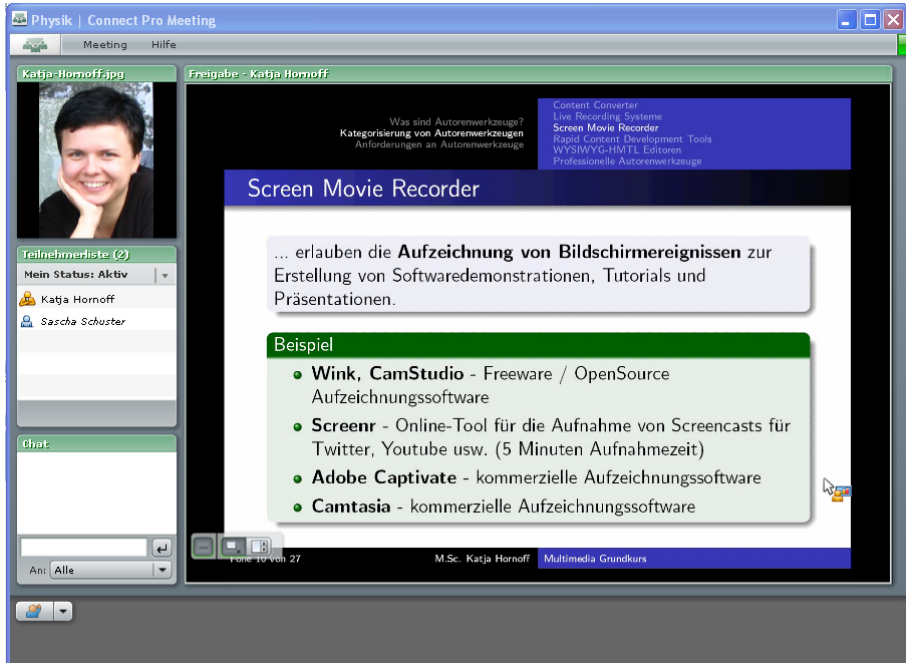 Physik | Connect Pro Meeting
Meeting Hilfe
Katja-Hornoff.jpg
Teilnehmerliste (2)
Mein Status: Aktiv
Katja Hornoff
Sascha Schuster
Chat
An: Alle
Freigabe - Katja Hornoff
Was sind Autorenwerkzeuge?
Kategorisierung von Autorenwerkzeugen
Anforderungen an Autorenwerkzeuge
Content Converter
Live Recording Systeme
Screen Movie Recorder
Rapid Content Development Tools
WYSIWYG-HMTL Editoren
Professionelle Autorenwerkzeuge
Screen Movie Recorder
... erlauben die Aufzeichnung von Bildschirmereignissen zur
Erstellung von Softwaredemonstrationen, Tutorials und
Präsentationen.
Beispiel
Wink, CamStudio - Freeware / OpenSource
Aufzeichnungssoftware
Screenr - Online-Tool für die Aufnahme von Screencasts für
Twitter, Youtube usw. (5 Minuten Aufnahmezeit)
Adobe Captivate - kommerzielle Aufzeichnungssoftware
Camtasia - kommerzielle Aufzeichnungssoftware
Folie 10 von 27
M.Sc. Katja Hornoff
Multimedia Grundkurs